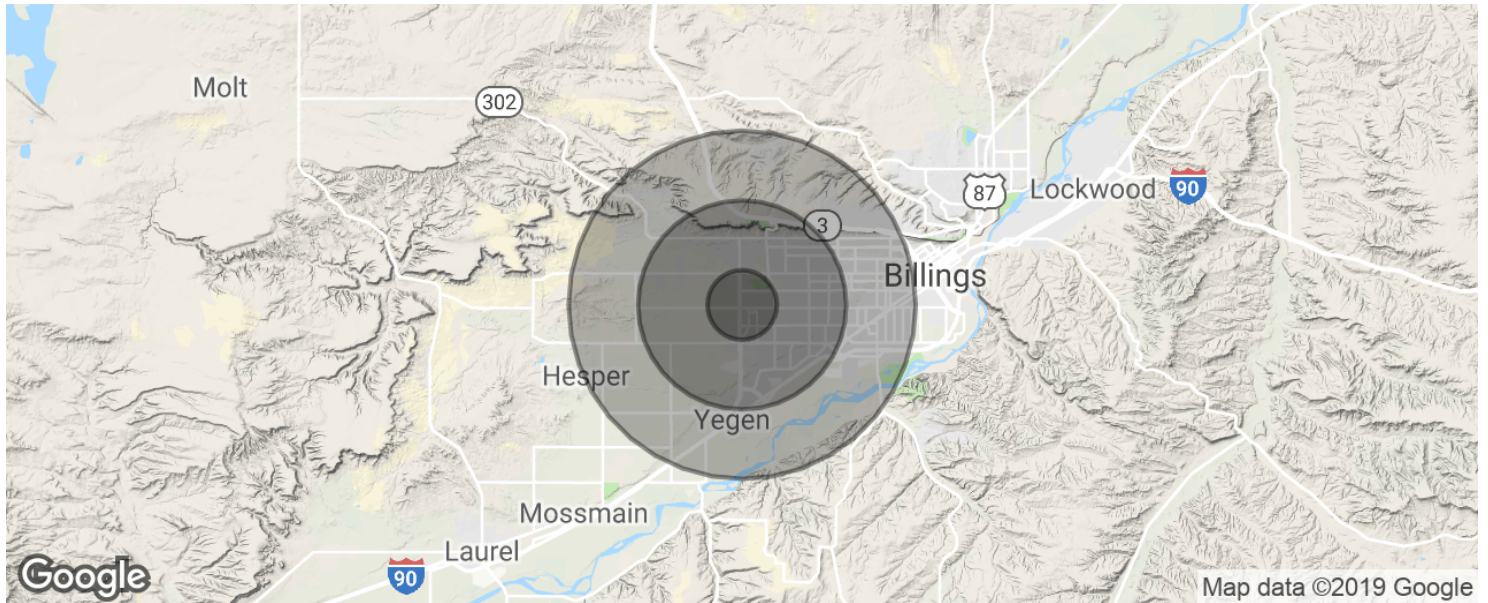 Molt
302
87
Lockwood
90
3
Billings
Hesper
Yegen
Mossmain
Laurel
90
Google
Map data ©2019 Google